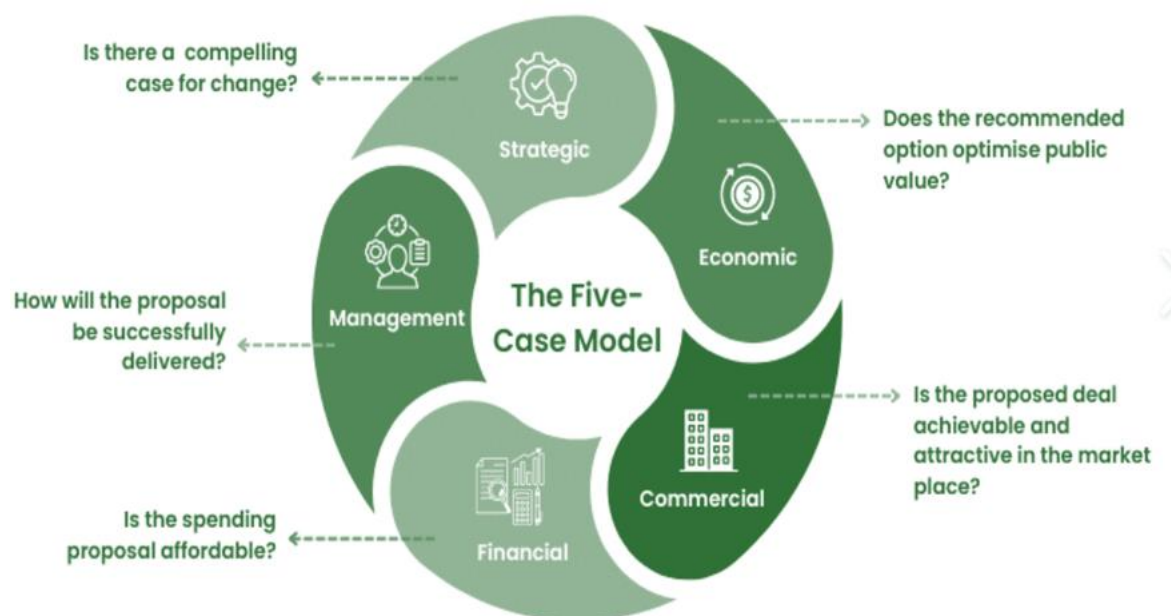 Is there a compelling
case for change?
Strategic
Does the recommended
option optimise public
value?
Economic
The Five-
Case Model
Management
How will the proposal
be successfully
delivered?
Is the proposed deal
achievable and
attractive in the market
place?
Commercial
Is the spending
proposal affordable?
Financial